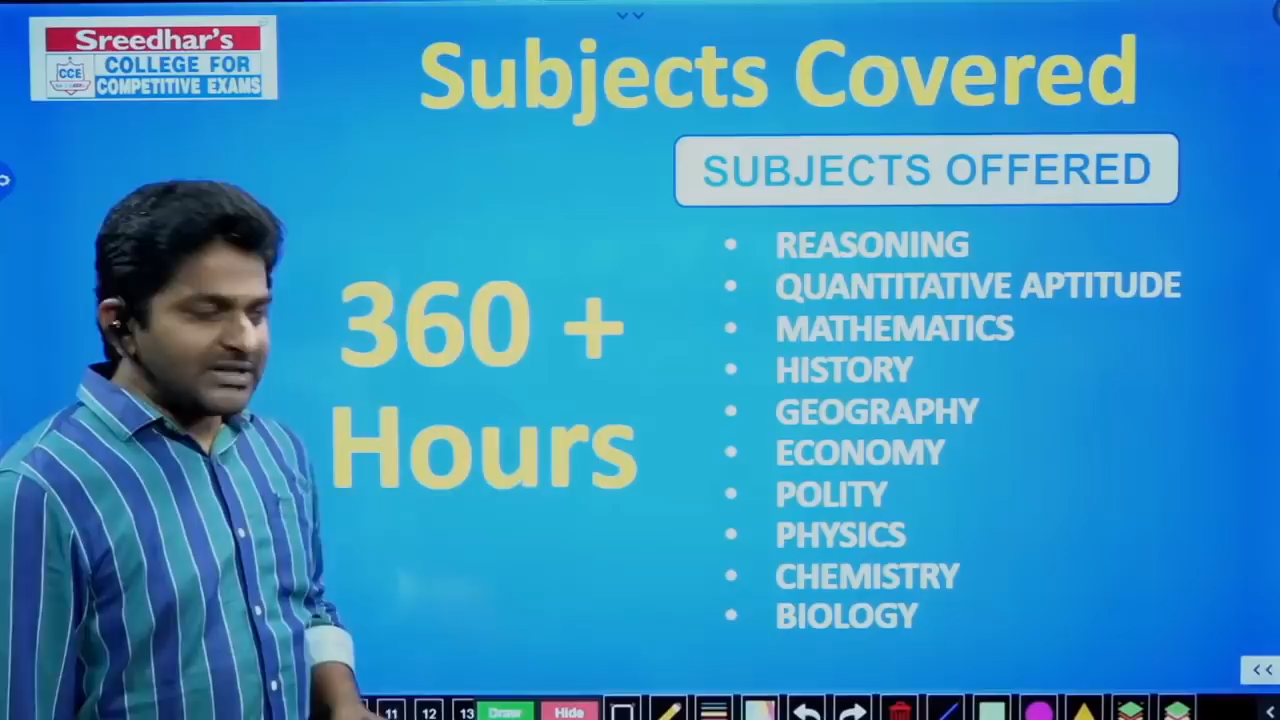 Sreedhar's
CCE
COLLEGE FOR
COMPETITIVE EXAMS
Subjects Covered
SUBJECTS OFFERED
360 +
Hours
• REASONING
• QUANTITATIVE APTITUDE
• MATHEMATICS
• HISTORY
• GEOGRAPHY
• ECONOMY
• POLITY
• PHYSICS
• CHEMISTRY
• BIOLOGY
11 12 13 Draw Hide